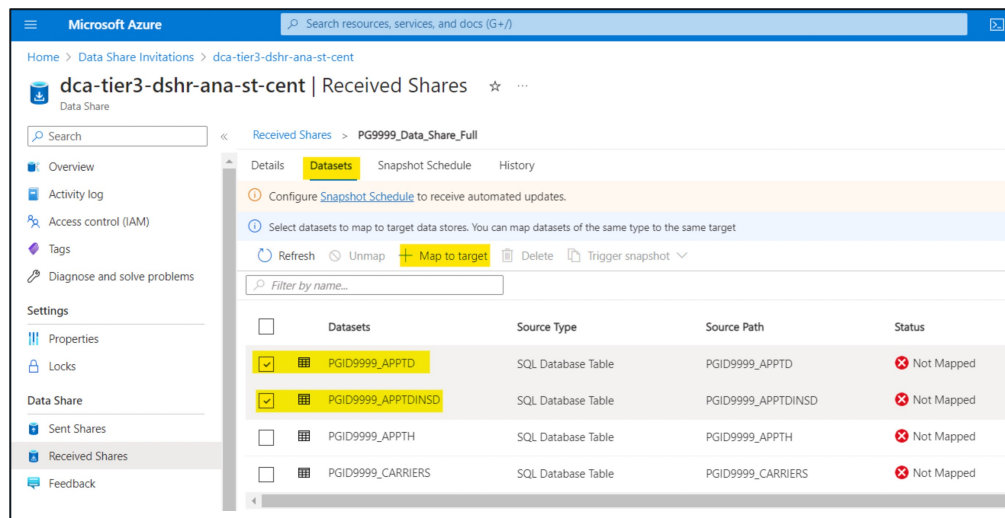 Microsoft Azure
Search resources, services, and docs (G+/)
Home > Data Share Invitations > dca-tier3-dshr-ana-st-cent
dca-tier3-dshr-ana-st-cent | Received Shares
Data Share
Search
Overview
Activity log
Access control (IAM)
Tags
Diagnose and solve problems
Settings
Properties
Locks
Data Share
Sent Shares
Received Shares
Feedback
Received Shares > PG9999_Data_Share_Full
Details Datasets Snapshot Schedule History
Configure Snapshot Schedule to receive automated updates.
Select datasets to map to target data stores. You can map datasets of the same type to the same target
Refresh Unmap Map to target Delete Trigger snapshot
Filter by name...
Datasets Source Type Source Path Status
PGID9999_APPTD SQL Database Table PGID9999_APPTD Not Mapped
PGID9999_APPTDINSD SQL Database Table PGID9999_APPTDINSD Not Mapped
PGID9999_APPTH SQL Database Table PGID9999_APPTH Not Mapped
PGID9999_CARRIERS SQL Database Table PGID9999_CARRIERS Not Mapped